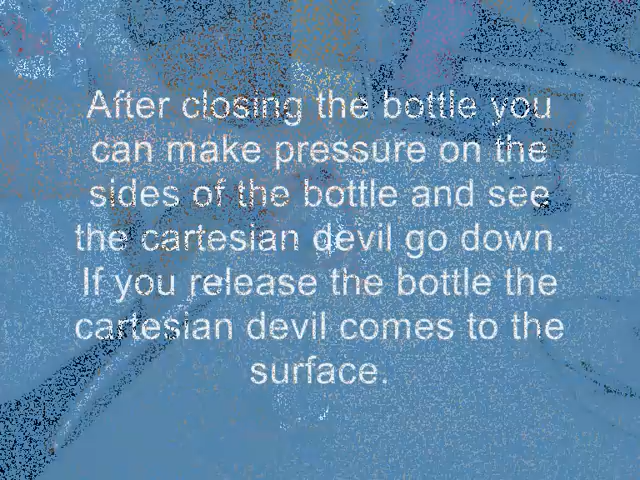 After closing the bottle you
can make pressure on the
sides of the bottle and see
the cartesian devil go down.
If you release the bottle the
cartesian devil comes to the
surface.